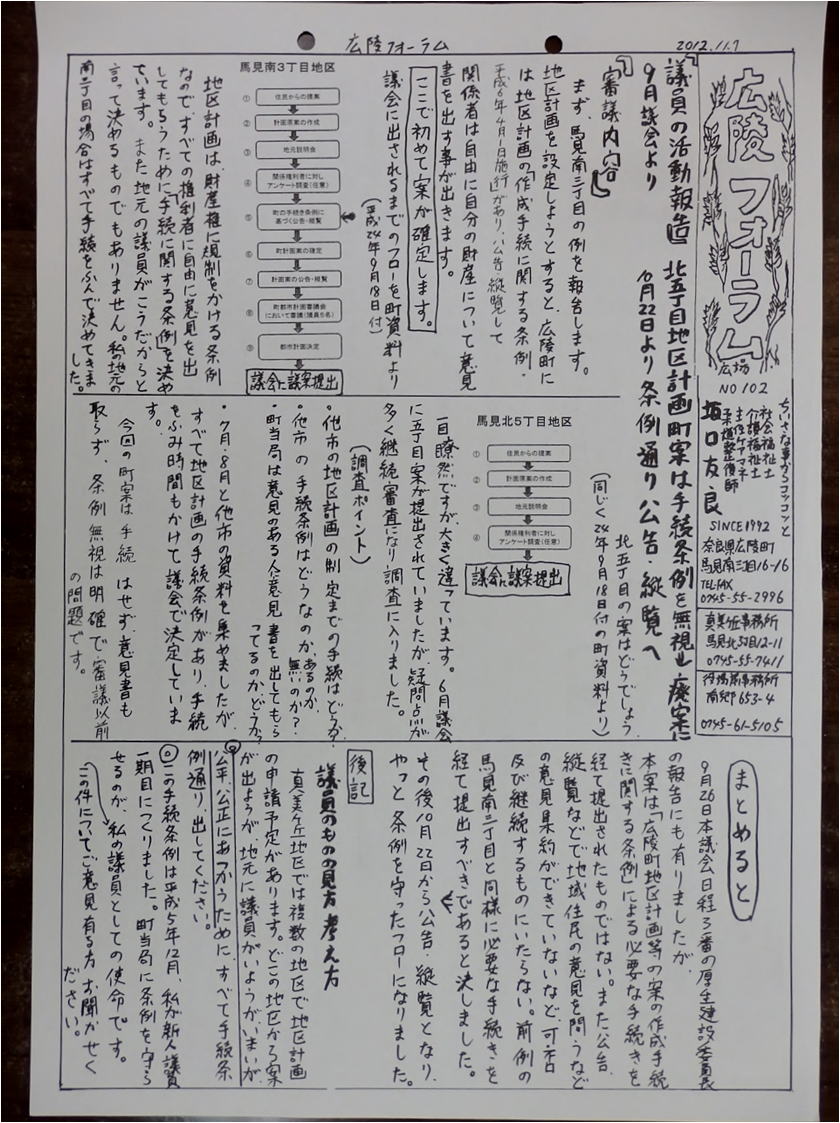 広陵フォーラム
2012.11.7
広陵フォーラム
広場
NO 102
ちいさな事からコツコツと
社会福祉士
介護福祉士
主任ケアマネ
柔道整復師
坂口友良
SINCE 1992
奈良県広陵町
馬見南三丁目16-16
TEL・FAX
0745-55-2996
真美ヶ丘事務所
馬見北5丁目12-11
0745-55-7411
役場前事務所
南郷653-4
0745-61-5105
議員の活動報告 北五丁目地区計画町案は手続条例を無視し廃案に
9月議会より 10月22日より条例通り公告・縦覧へ
「審議内容」
まず、馬見南三丁目の例を報告します。
地区計画を設定しようとすると、広陵町に
は地区計画の「作成手続に関する条例・
平成6年4月1日施行」があり、公告・縦覧して
関係者は自由に自分の財産について意見
書を出す事が出きます。
ここで初めて案が確定します。
議会に出されるまでのフローを町資料より
(平成24年9月18日付)
馬見南3丁目地区
① 住民からの提案
② 計画原案の作成
③ 地元説明会
④ 関係権利者に対し
アンケート調査(任意)
⑤ 町の手続き条例に
基づく公告・縦覧
⑥ 町計画案の確定
⑦ 計画案の公告・縦覧
⑧ 町都市計画審議会
において審議(議員6名)
⑨ 都市計画決定
議会に議案提出
地区計画は、財産権に規制をかける条例
なので、すべての権利者に自由に意見を出
してもらうために「手続に関する条例」を決め
ています。また地元の議員がこうだからと
言って決めるものでもありません。私の地元の
南三丁目の場合はすべて手続をふんで決めてきま
した。
北五丁目の案はどうでしょう
(同じく24年9月18日付の町資料より)
馬見北5丁目地区
① 住民からの提案
② 計画原案の作成
③ 地元説明会
④ 関係権利者に対し
アンケート調査(任意)
議会に議案提出
一目瞭然ですが、大きく違っています。6月議会
に五丁目案が提出されていましたが、疑問点が
多く継続審査になり調査に入りました。
(調査ポイント)
・他市の地区計画の制定までの手続はどうか?
・他市の手続条例はどうなのか、あるのか
無いのか?
・町当局は意見のある人に意見書を出してもら
ってるのかどうか?
・7月・8月と他市の資料を集めましたが
すべて地区計画の手続条例があり、手続
をふみ時間もかけて議会で決定していま
す。
今回の町案は手続はせず、意見書も
取らず、条例無視は明確で審議以前
の問題です。
まとめると
9月26日本議会日程3番の厚生建設委員長
の報告にも有りましたが、
本案は「広陵町地区計画等の案の作成手続
きに関する条例」による必要な手続きを
経て提出されたものではない。また公告、
縦覧などで地域住民の意見を問うなど
の意見集約ができていないなど、可否
及び継続するものにいたらない。前例の
馬見南三丁目と同様に必要な手続きを
経て提出すべきであると決しました。
その後10月22日から公告・縦覧となり、
やっと条例を守ったフローになりました。
後記
議員のものの見方 考え方
真美ヶ丘地区では複数の地区で地区計画
の申請予定があります。どこの地区から案
が出ようが、地元に議員がいようがいまいが
公平、公正にあつかうために、すべて手続条
例通り、出してください。
◎この手続条例は平成5年12月、私が新人議員
一期目につくりました。町当局に条例を守ら
せるのが、私の議員としての使命です。
この件についてご意見有る方お聞かせく
ださい。